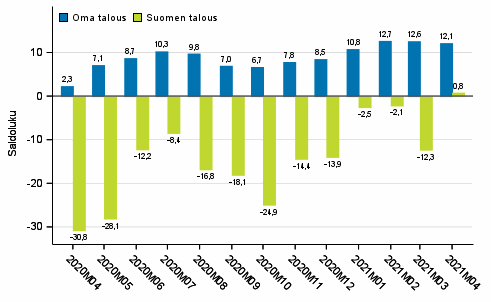 Oma talous Suomen talous
Saldoluku
10
0
-10
-20
-30
2,3 7,1 8,7 10,3 9,8 7,0 6,7 7,8 8,5 10,8 12,7 12,6 12,1
-30,8 -28,1 -12,2 -8,4 -16,8 -18,1 -24,9 -14,4 -13,9 -2,5 -2,1 -12,3 0,8
2020M04 2020M05 2020M06 2020M07 2020M08 2020M09 2020M10 2020M11 2020M12 2021M01 2021M02 2021M03 2021M04